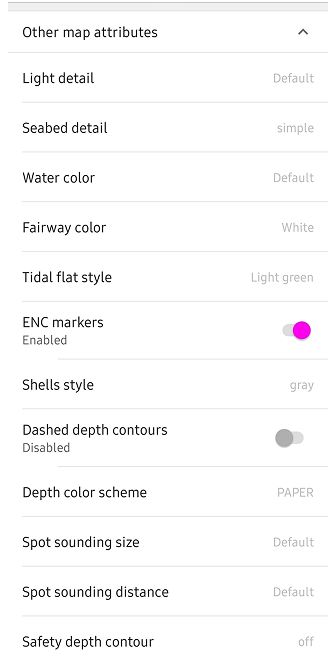 Other map attributes
Light detail Default
Seabed detail simple
Water color Default
Fairway color White
Tidal flat style Light green
ENC markers
Enabled
Shells style gray
Dashed depth contours
Disabled
Depth color scheme PAPER
Spot sounding size Default
Spot sounding distance Default
Safety depth contour off